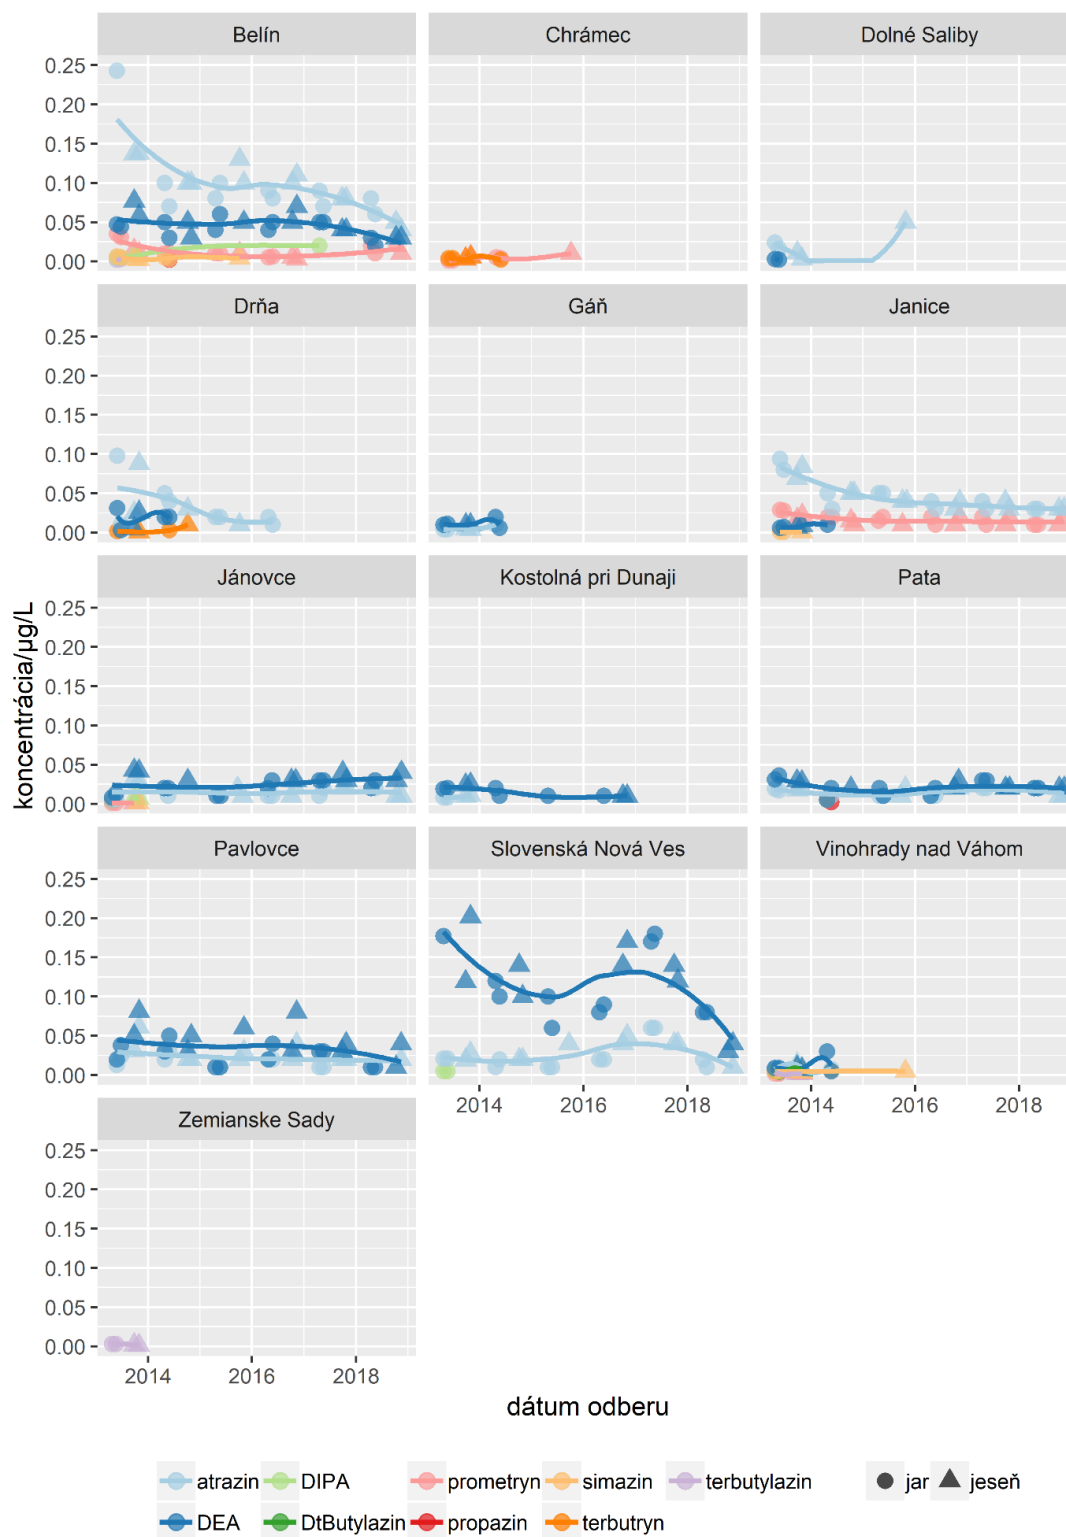 Belín Chrámec Dolné Saliby
0.25
0.20
0.15
0.10
0.05
0.00
Drňa Gáň Janice
0.25
0.20
0.15
0.10
0.05
0.00
Jánovce Kostolná pri Dunaji Pata
0.25
0.20
0.15
0.10
0.05
0.00
koncentrácia/µg/L
Pavlovce Slovenská Nová Ves Vinohrady nad Váhom
0.25
0.20
0.15
0.10
0.05
0.00
2014 2016 2018 2014 2016 2018
Zemianske Sady
0.25
0.20
0.15
0.10
0.05
0.00
2014 2016 2018
dátum odberu
atrazin DIPA prometryn simazin terbutylazin jar jeseň
DEA DtButylazin propazin terbutryn